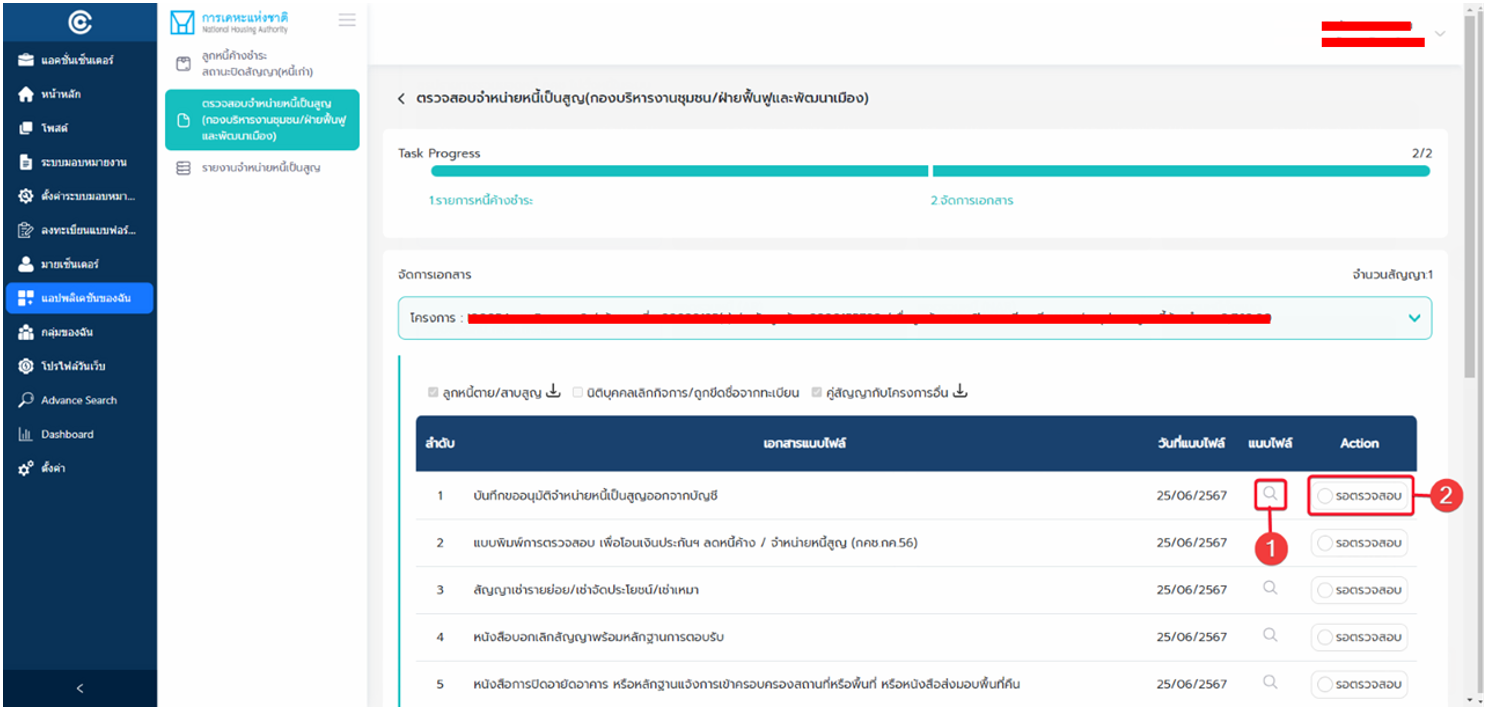 การเคหะแห่งชาติ
National Housing Authority
แอคชั่นเซ็นเตอร์
หน้าหลัก
โพสต์
ระบบมอบหมายงาน
ตั้งค่าระบบมอบหมา...
ลงทะเบียนแบบฟอร์...
มายเซ็นเตอร์
แอปพลิเคชันของฉัน
กลุ่มของฉัน
โปรไฟล์วันเว็บ
Advance Search
Dashboard
ตั้งค่า
ลูกหนี้ค้างชำระ
สถานะปิดสัญญา(หนี้เก่า)
ตรวจสอบจำหน่ายหนี้เป็นสูญ
(กองบริหารงานชุมชน/ฝ่ายฟื้นฟู
และพัฒนาเมือง)
รายงานจำหน่ายหนี้เป็นสูญ
ตรวจสอบจำหน่ายหนี้เป็นสูญ(กองบริหารงานชุมชน/ฝ่ายฟื้นฟูและพัฒนาเมือง)
Task Progress 2/2
1.รายการหนี้ค้างชำระ 2.จัดการเอกสาร
จัดการเอกสาร จำนวนสัญญา:1
โครงการ :
ลูกหนี้ตาย/สาบสูญ นิติบุคคลเลิกกิจการ/ถูกขีดชื่อจากทะเบียน คู่สัญญากับโครงการอื่น
ลำดับ เอกสารแนบไฟล์ วันที่แนบไฟล์ แนบไฟล์ Action
1 บันทึกขออนุมัติจำหน่ายหนี้เป็นสูญออกจากบัญชี 25/06/2567 รอตรวจสอบ 2
2 แบบพิมพ์การตรวจสอบ เพื่อโอนเงินประกันฯ ลดหนี้ค้าง / จำหน่ายหนี้สูญ (กคช.กค.56) 25/06/2567 1 รอตรวจสอบ
3 สัญญาเช่ารายย่อย/เช่าจัดประโยชน์/เช่าเหมา 25/06/2567 รอตรวจสอบ
4 หนังสือบอกเลิกสัญญาพร้อมหลักฐานการตอบรับ 25/06/2567 รอตรวจสอบ
5 หนังสือการปิดอายัดอาคาร หรือหลักฐานแจ้งการเข้าครอบครองสถานที่หรือพื้นที่ หรือหนังสือส่งมอบพื้นที่คืน 25/06/2567 รอตรวจสอบ